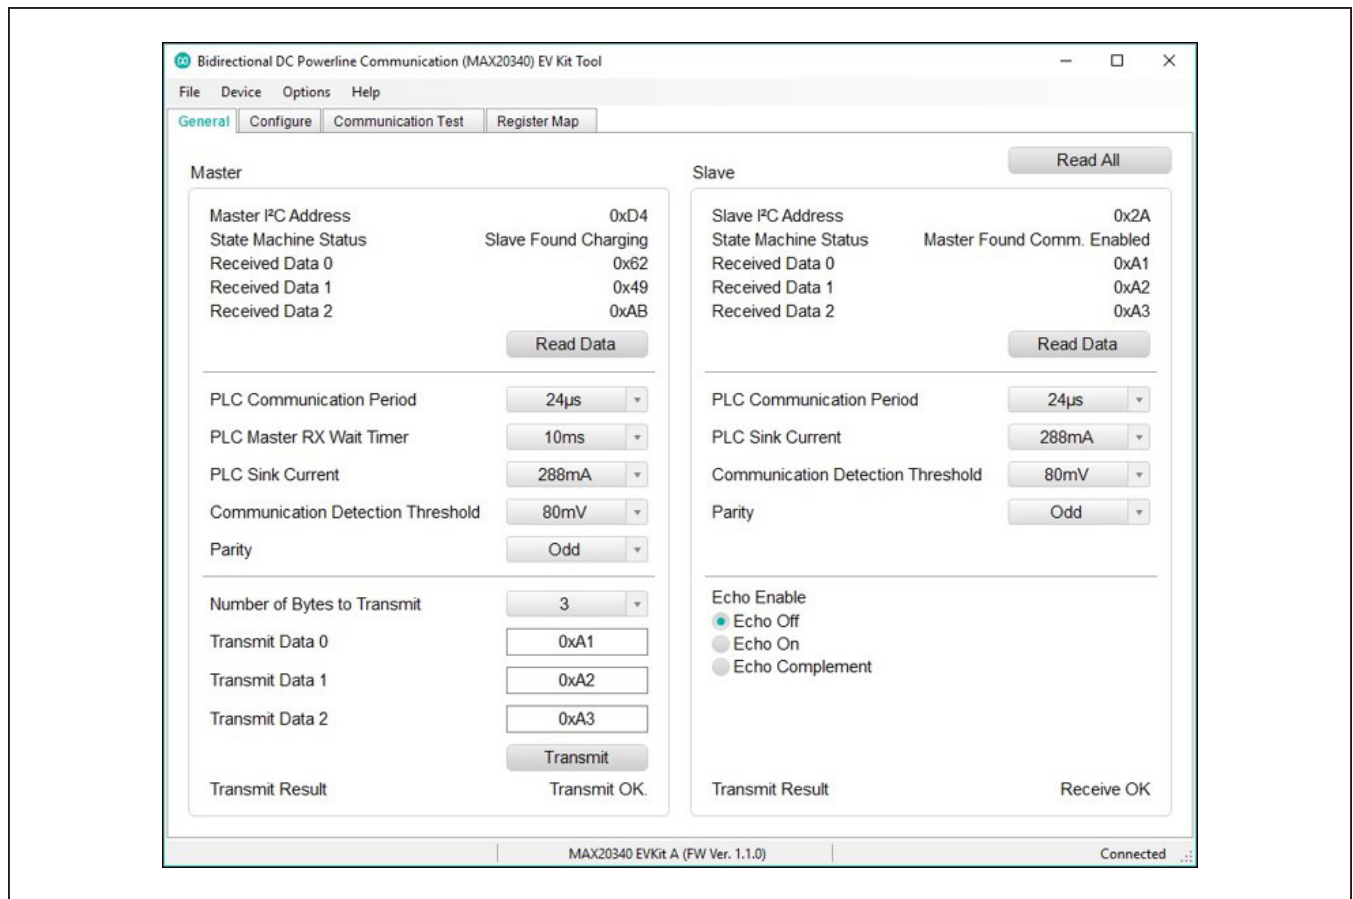 Bidirectional DC Powerline Communication (MAX20340) EV Kit Tool
File Device Options Help
General Configure Communication Test Register Map
Read All
Master
Master I²C Address 0xD4
State Machine Status Slave Found Charging
Received Data 0 0x62
Received Data 1 0x49
Received Data 2 0xAB
Read Data
PLC Communication Period 24µs
PLC Master RX Wait Timer 10ms
PLC Sink Current 288mA
Communication Detection Threshold 80mV
Parity Odd
Number of Bytes to Transmit 3
Transmit Data 0 0xA1
Transmit Data 1 0xA2
Transmit Data 2 0xA3
Transmit
Transmit Result Transmit OK.
Slave
Slave I²C Address 0x2A
State Machine Status Master Found Comm. Enabled
Received Data 0 0xA1
Received Data 1 0xA2
Received Data 2 0xA3
Read Data
PLC Communication Period 24µs
PLC Sink Current 288mA
Communication Detection Threshold 80mV
Parity Odd
Echo Enable
Echo Off
Echo On
Echo Complement
Transmit Result Receive OK
MAX20340 EVKit A (FW Ver. 1.1.0) Connected